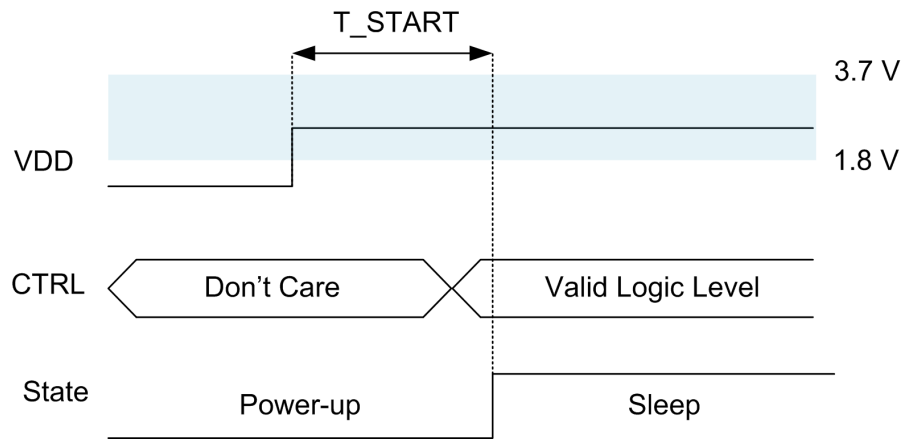 T_START
3.7 V
VDD
1.8 V
CTRL
Don't Care
Valid Logic Level
State
Power-up
Sleep